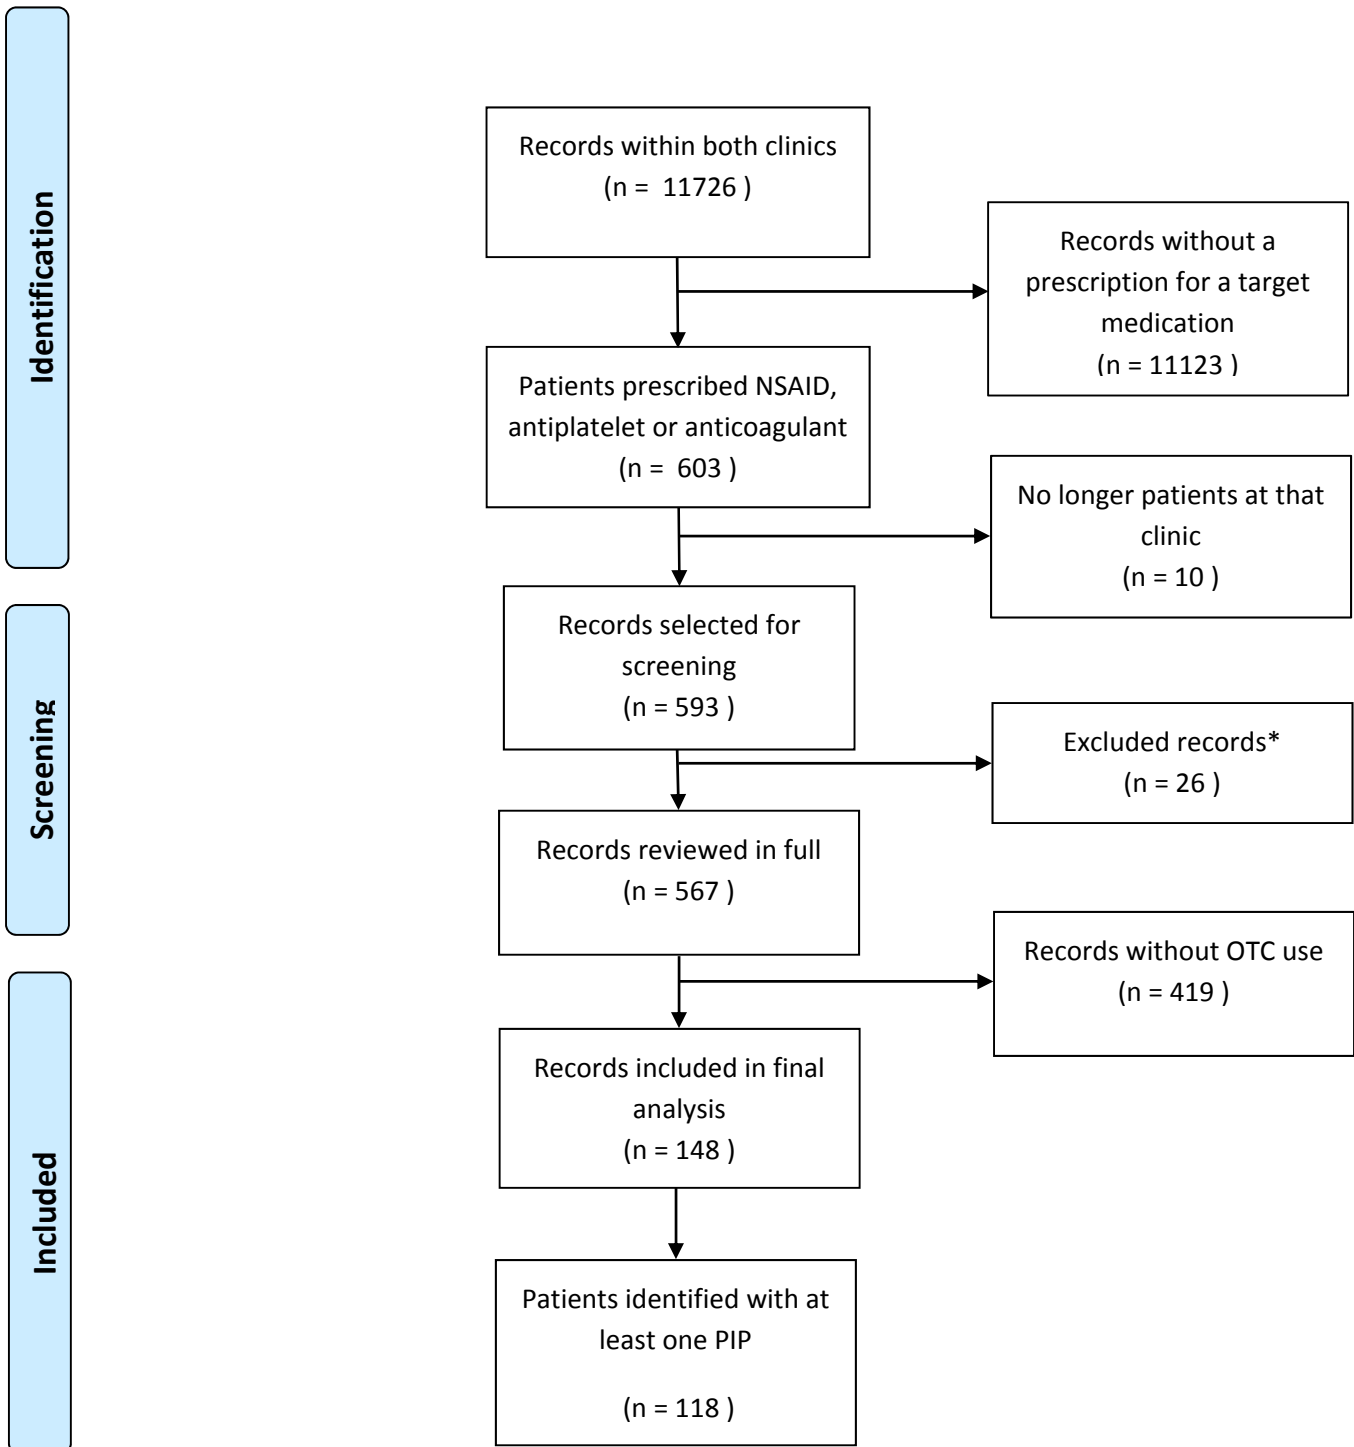 Identification
Records within both clinics
(n =  11726 )
Records without a
prescription for a target
medication
(n = 11123 )
Patients prescribed NSAID,
antiplatelet or anticoagulant
(n =  603 )
No longer patients at that
clinic
(n = 10 )
Screening
Records selected for
screening
(n = 593 )
Excluded records*
(n = 26 )
Records reviewed in full
(n = 567 )
Records without OTC use
(n = 419 )
Included
Records included in final
analysis
(n = 148 )
Patients identified with at
least one PIP
(n = 118 )